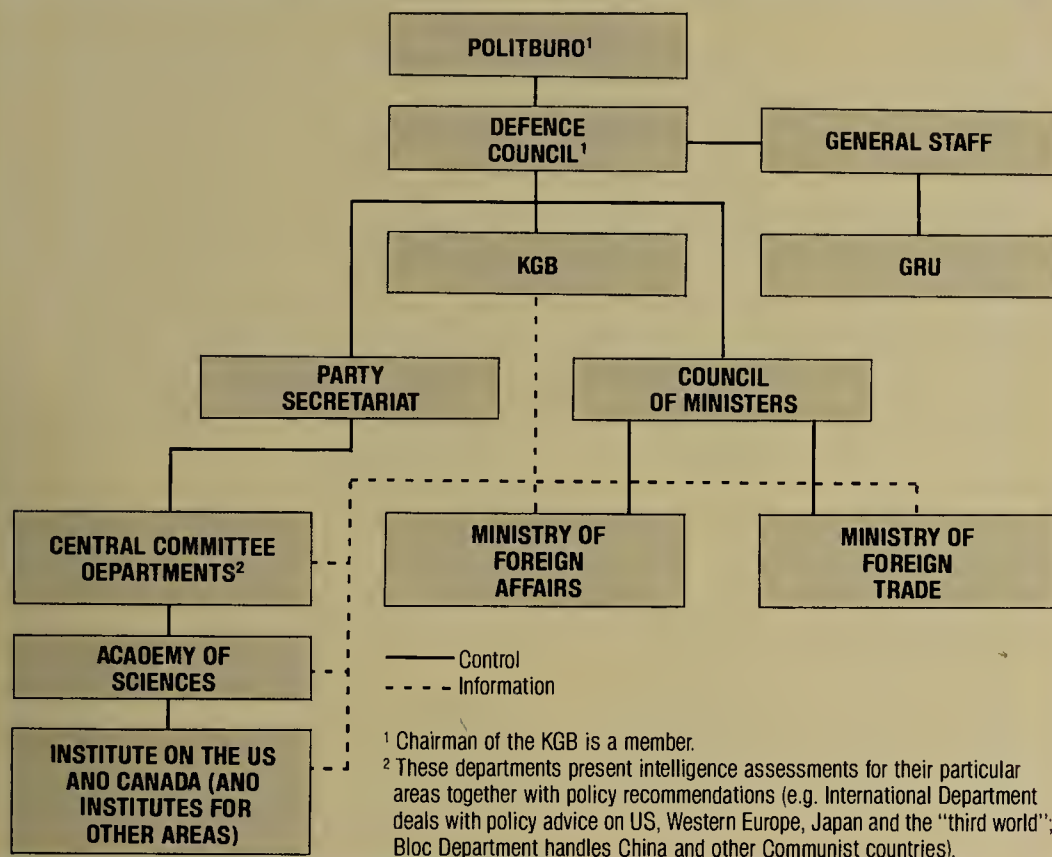 POLITBURO¹
DEFENCE
COUNCIL¹
GENERAL STAFF
KGB
GRU
PARTY
SECRETARIAT
COUNCIL
OF MINISTERS
CENTRAL COMMITTEE
OEPARTMENTS²
MINISTRY OF
FOREIGN
AFFAIRS
MINISTRY OF
FOREIGN
TRADE
ACAOEMY OF
SCIENCES
INSTITUTE ON THE US
AND CANADA (ANO
INSTITUTES FOR
OTHER AREAS)
Control
Information
¹ Chairman of the KGB is a member.
² These departments present intelligence assessments for their particular
areas together with policy recommendations (e.g. International Department
deals with policy advice on US, Western Europe, Japan and the "third world";
Bloc Department handles China and other Communist countries).